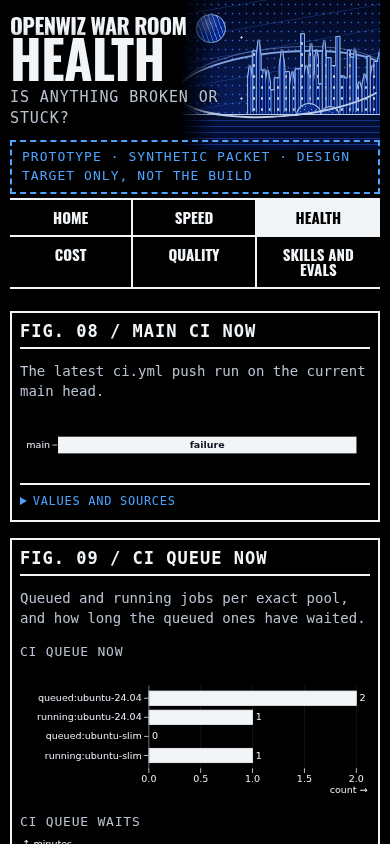 OPENWIZ WAR ROOM
HEALTH
IS ANYTHING BROKEN OR
STUCK?
PROTOTYPE · SYNTHETIC PACKET · DESIGN
TARGET ONLY, NOT THE BUILD
HOME
SPEED
HEALTH
COST
QUALITY
SKILLS AND
EVALS
FIG. 08 / MAIN CI NOW
The latest ci.yml push run on the current
main head.
main
failure
▶ VALUES AND SOURCES
FIG. 09 / CI QUEUE NOW
Queued and running jobs per exact pool,
and how long the queued ones have waited.
CI QUEUE NOW
queued:ubuntu-24.04 2
running:ubuntu-24.04 1
queued:ubuntu-slim 0
running:ubuntu-slim 1
0.0 0.5 1.0 1.5 2.0
count →
CI QUEUE WAITS
↑ minutes